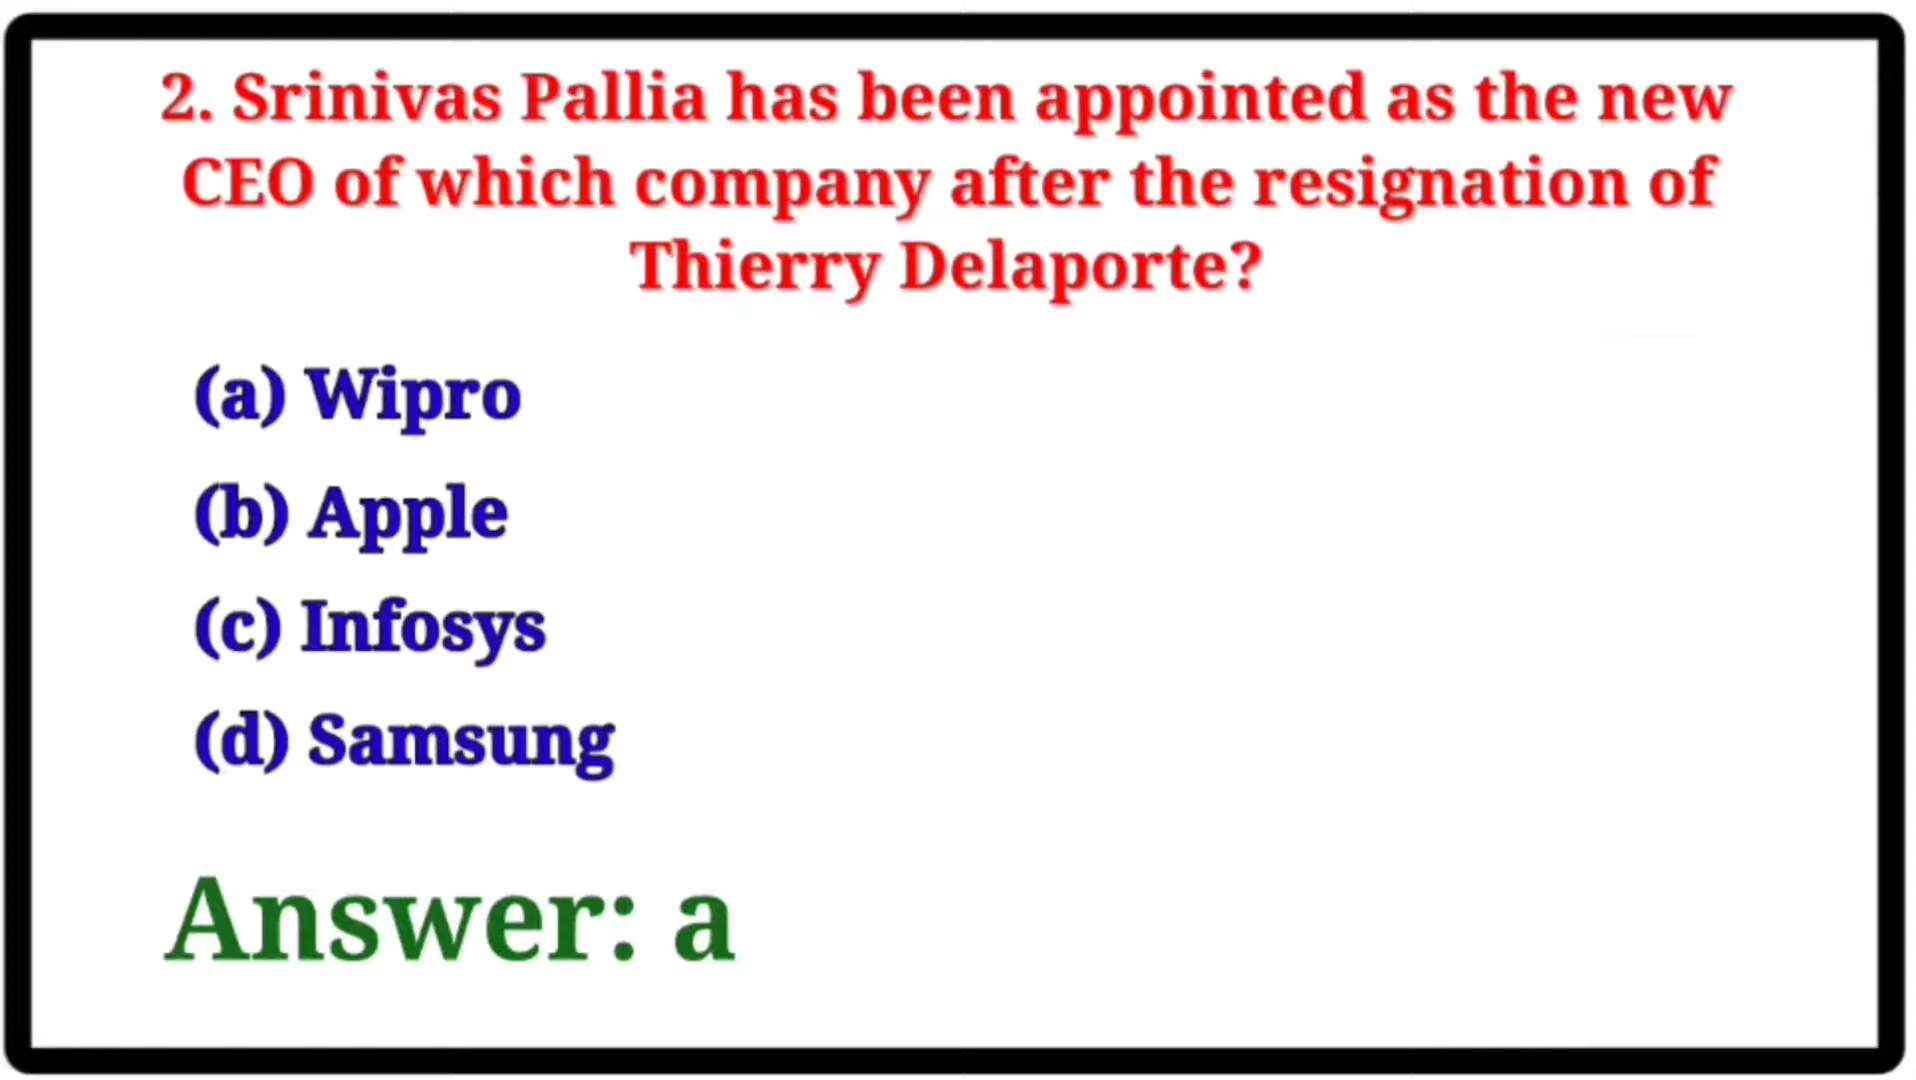 2. Srinivas Pallia has been appointed as the new
CEO of which company after the resignation of
Thierry Delaporte?
(a) Wipro
(b) Apple
(c) Infosys
(d) Samsung
Answer: a